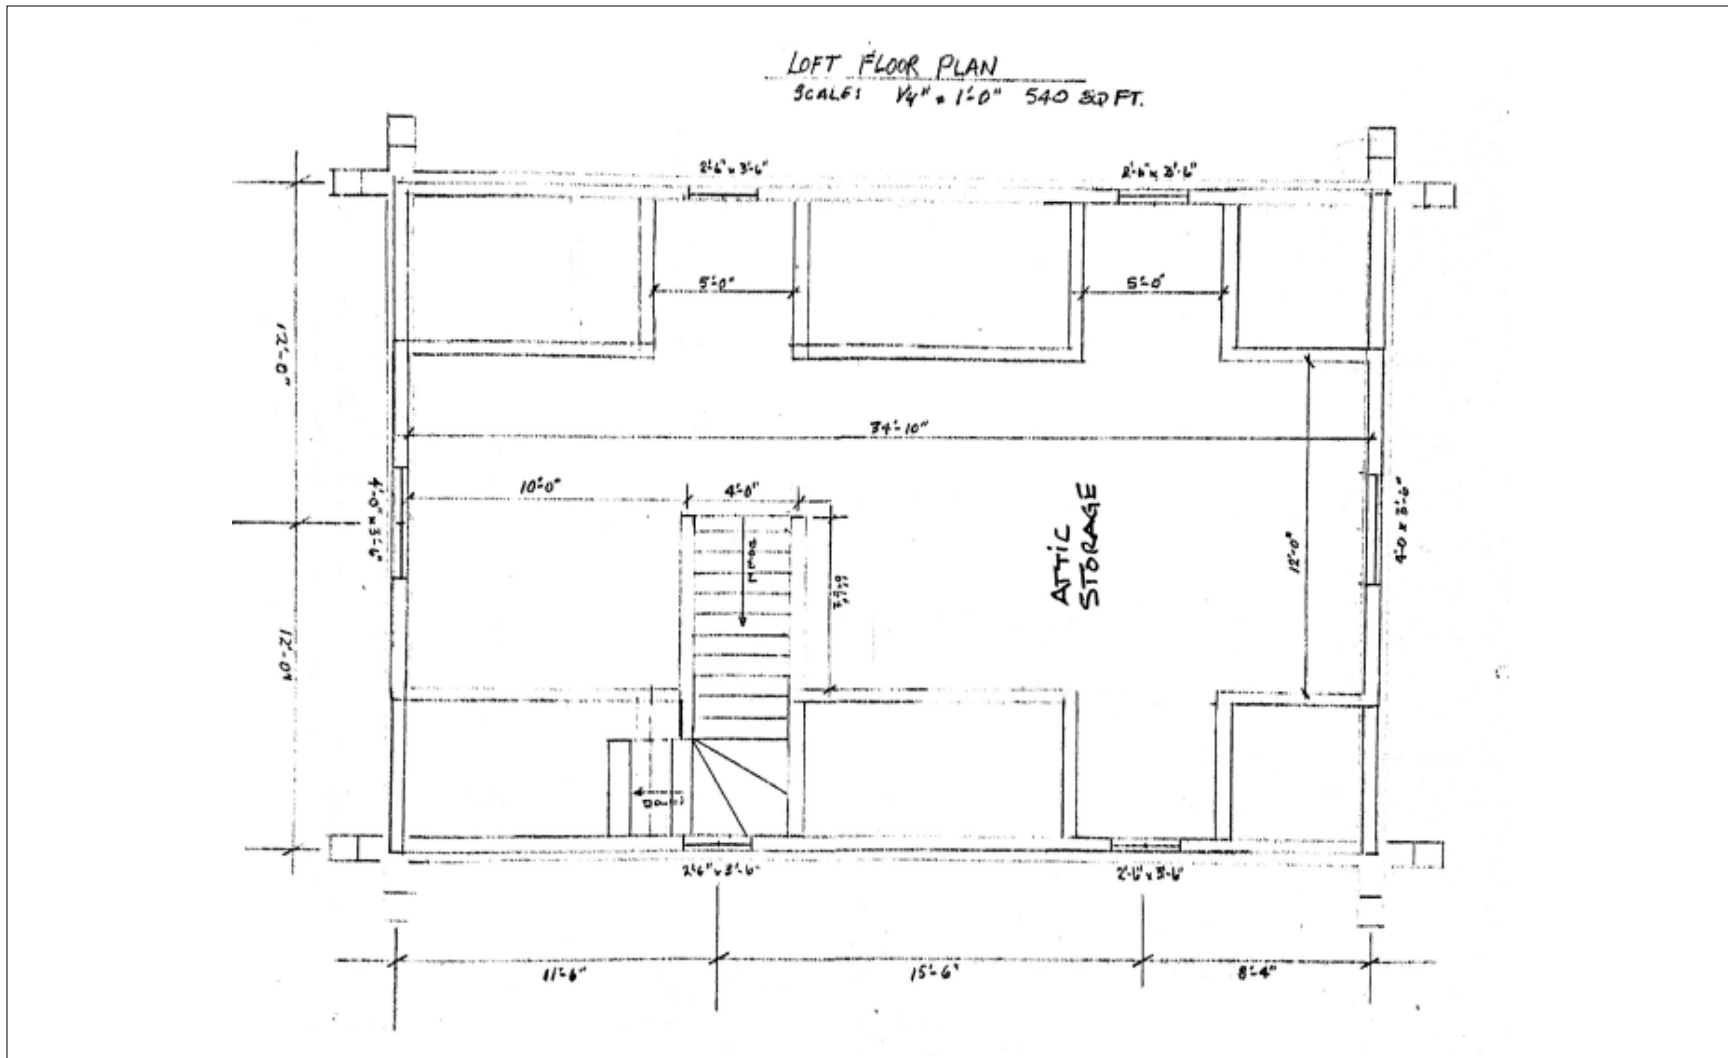 LOFT FLOOR PLAN
SCALE: 1/4" = 1'-0" 540 SQ FT.
2'-6" x 3'-6"
2'-6" x 3'-6"
5'-0"
5'-0"
12'-0"
34'-10"
10'-0"
4'-0"
4'-0" x 3'-6"
DOWN
ATTIC
STORAGE
12'-0"
4'-0 x 3'-6"
12'-0"
2'6" x 3'-6"
2'-6" x 3'-6"
11'-6"
15'-6"
8'-4"